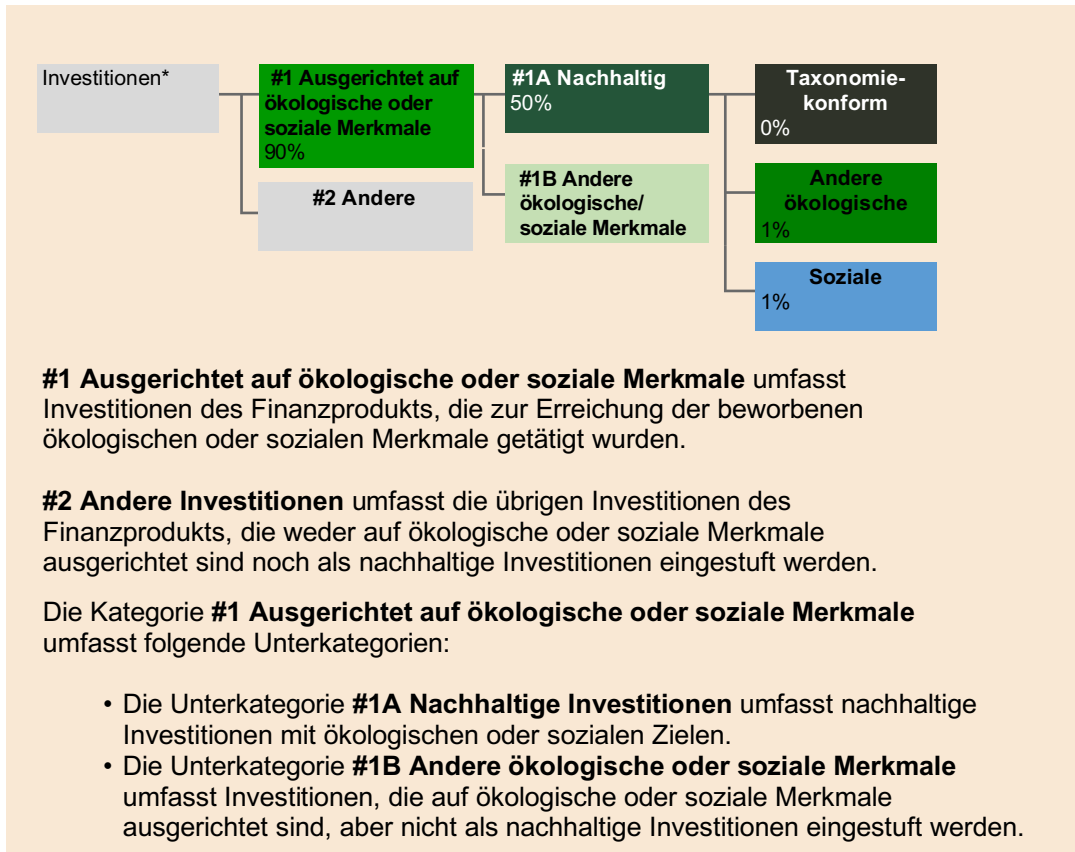 Investitionen*
#1 Ausgerichtet auf
ökologische oder
soziale Merkmale
90%
#2 Andere
#1A Nachhaltig
50%
#1B Andere
ökologische/
soziale Merkmale
Taxonomie-
konform
0%
Andere
ökologische
1%
Soziale
1%
#1 Ausgerichtet auf ökologische oder soziale Merkmale umfasst
Investitionen des Finanzprodukts, die zur Erreichung der beworbenen
ökologischen oder sozialen Merkmale getätigt wurden.
#2 Andere Investitionen umfasst die übrigen Investitionen des
Finanzprodukts, die weder auf ökologische oder soziale Merkmale
ausgerichtet sind noch als nachhaltige Investitionen eingestuft werden.
Die Kategorie #1 Ausgerichtet auf ökologische oder soziale Merkmale
umfasst folgende Unterkategorien:
• Die Unterkategorie #1A Nachhaltige Investitionen umfasst nachhaltige
Investitionen mit ökologischen oder sozialen Zielen.
• Die Unterkategorie #1B Andere ökologische oder soziale Merkmale
umfasst Investitionen, die auf ökologische oder soziale Merkmale
ausgerichtet sind, aber nicht als nachhaltige Investitionen eingestuft werden.